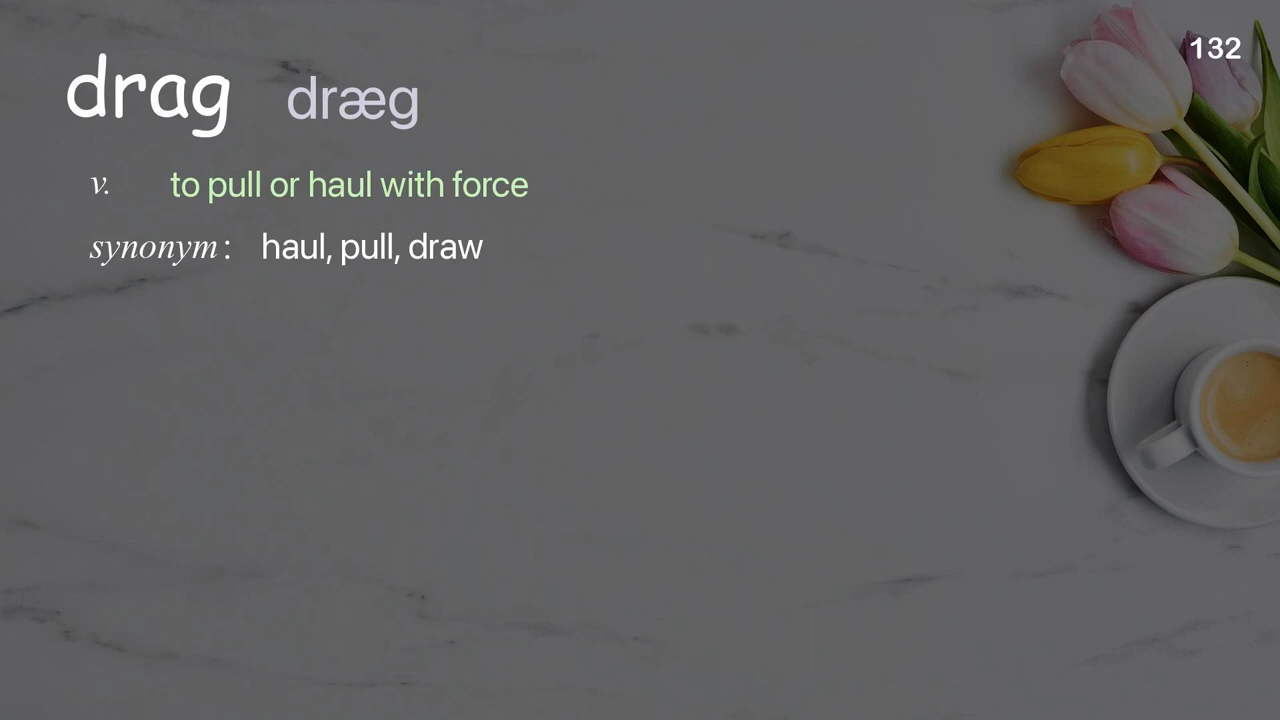 132
drag dræg
v. to pull or haul with force
synonym: haul, pull, draw